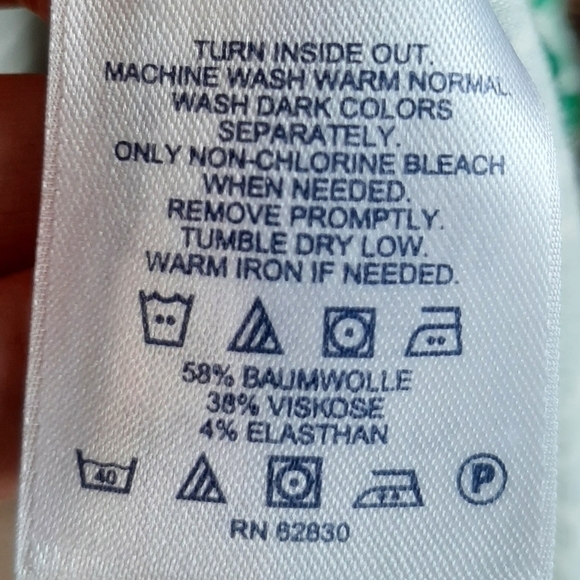 TURN INSIDE OUT.
MACHINE WASH WARM NORMAL.
WASH DARK COLORS
SEPARATELY.
ONLY NON-CHLORINE BLEACH
WHEN NEEDED.
REMOVE PROMPTLY.
TUMBLE DRY LOW.
WARM IRON IF NEEDED.
58% BAUMWOLLE
38% VISKOSE
4% ELASTHAN
40 P
RN 62830